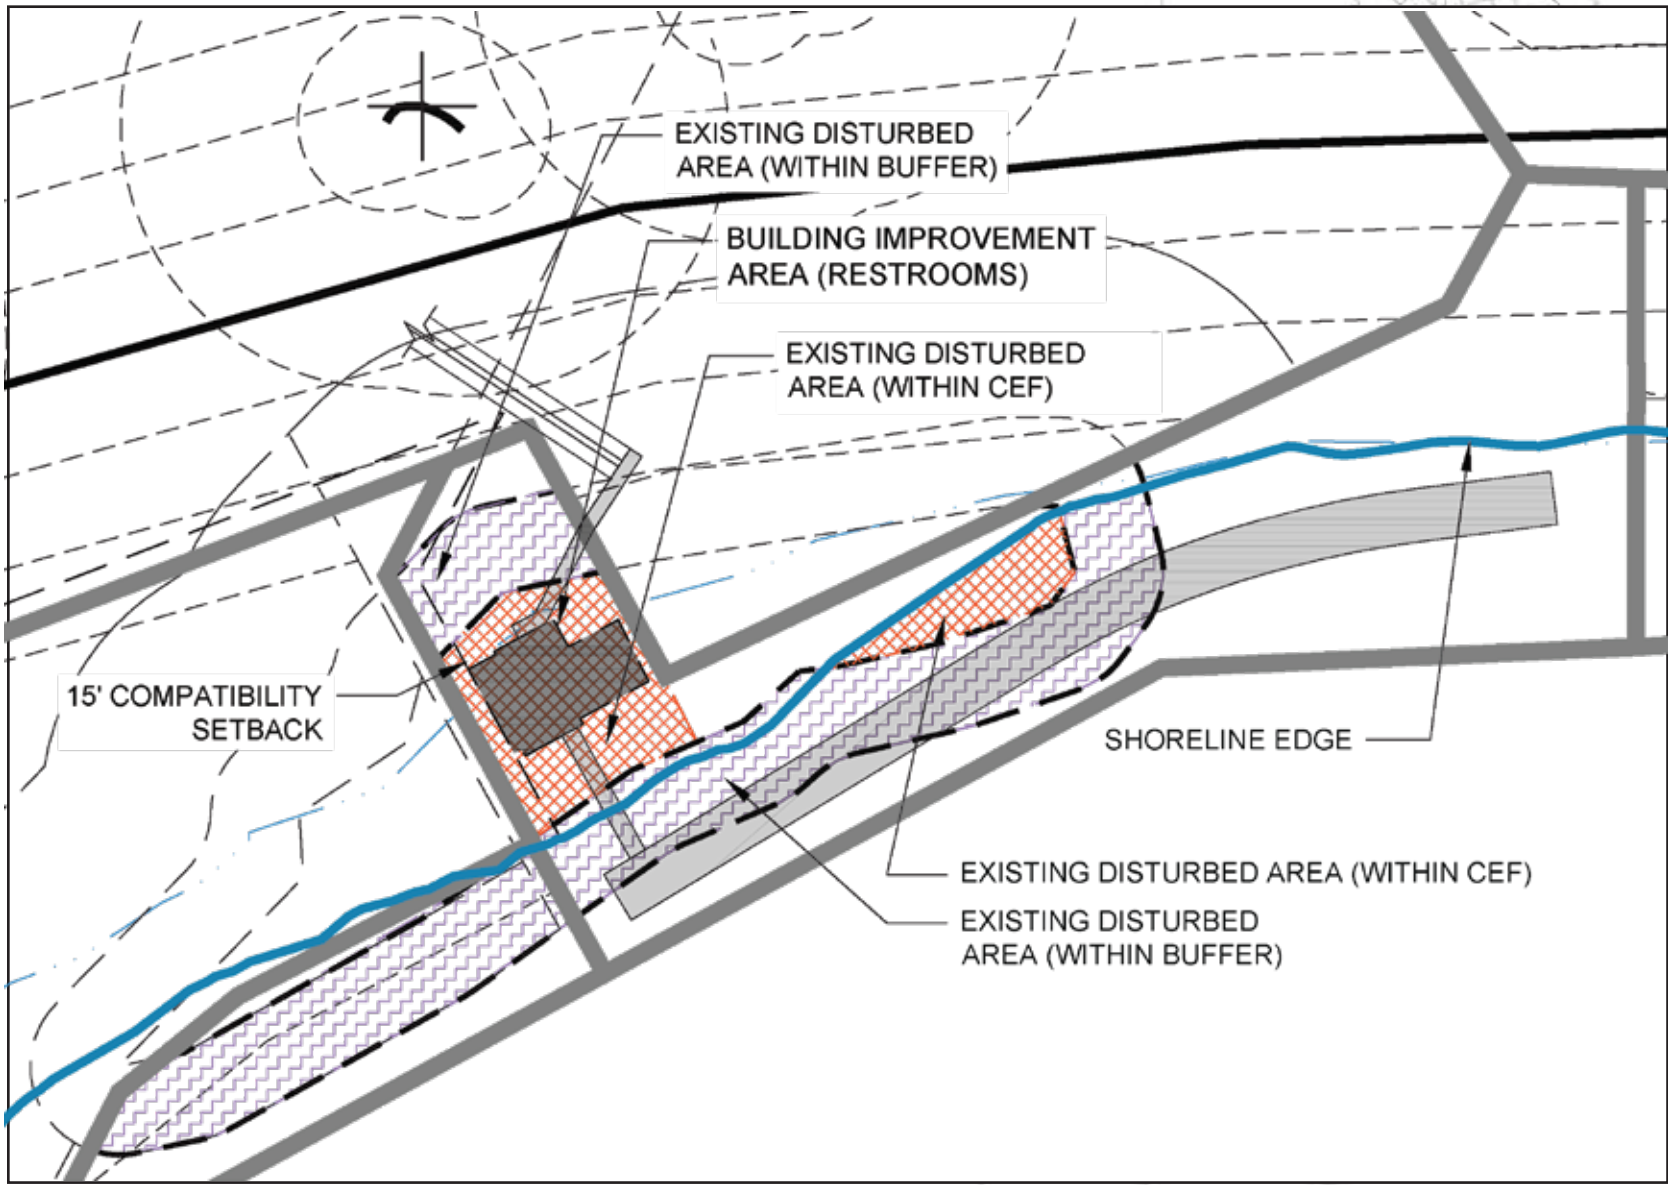 EXISTING DISTURBED
AREA (WITHIN BUFFER)
BUILDING IMPROVEMENT
AREA (RESTROOMS)
EXISTING DISTURBED
AREA (WITHIN CEF)
15' COMPATIBILITY
SETBACK
SHORELINE EDGE
EXISTING DISTURBED AREA (WITHIN CEF)
EXISTING DISTURBED
AREA (WITHIN BUFFER)